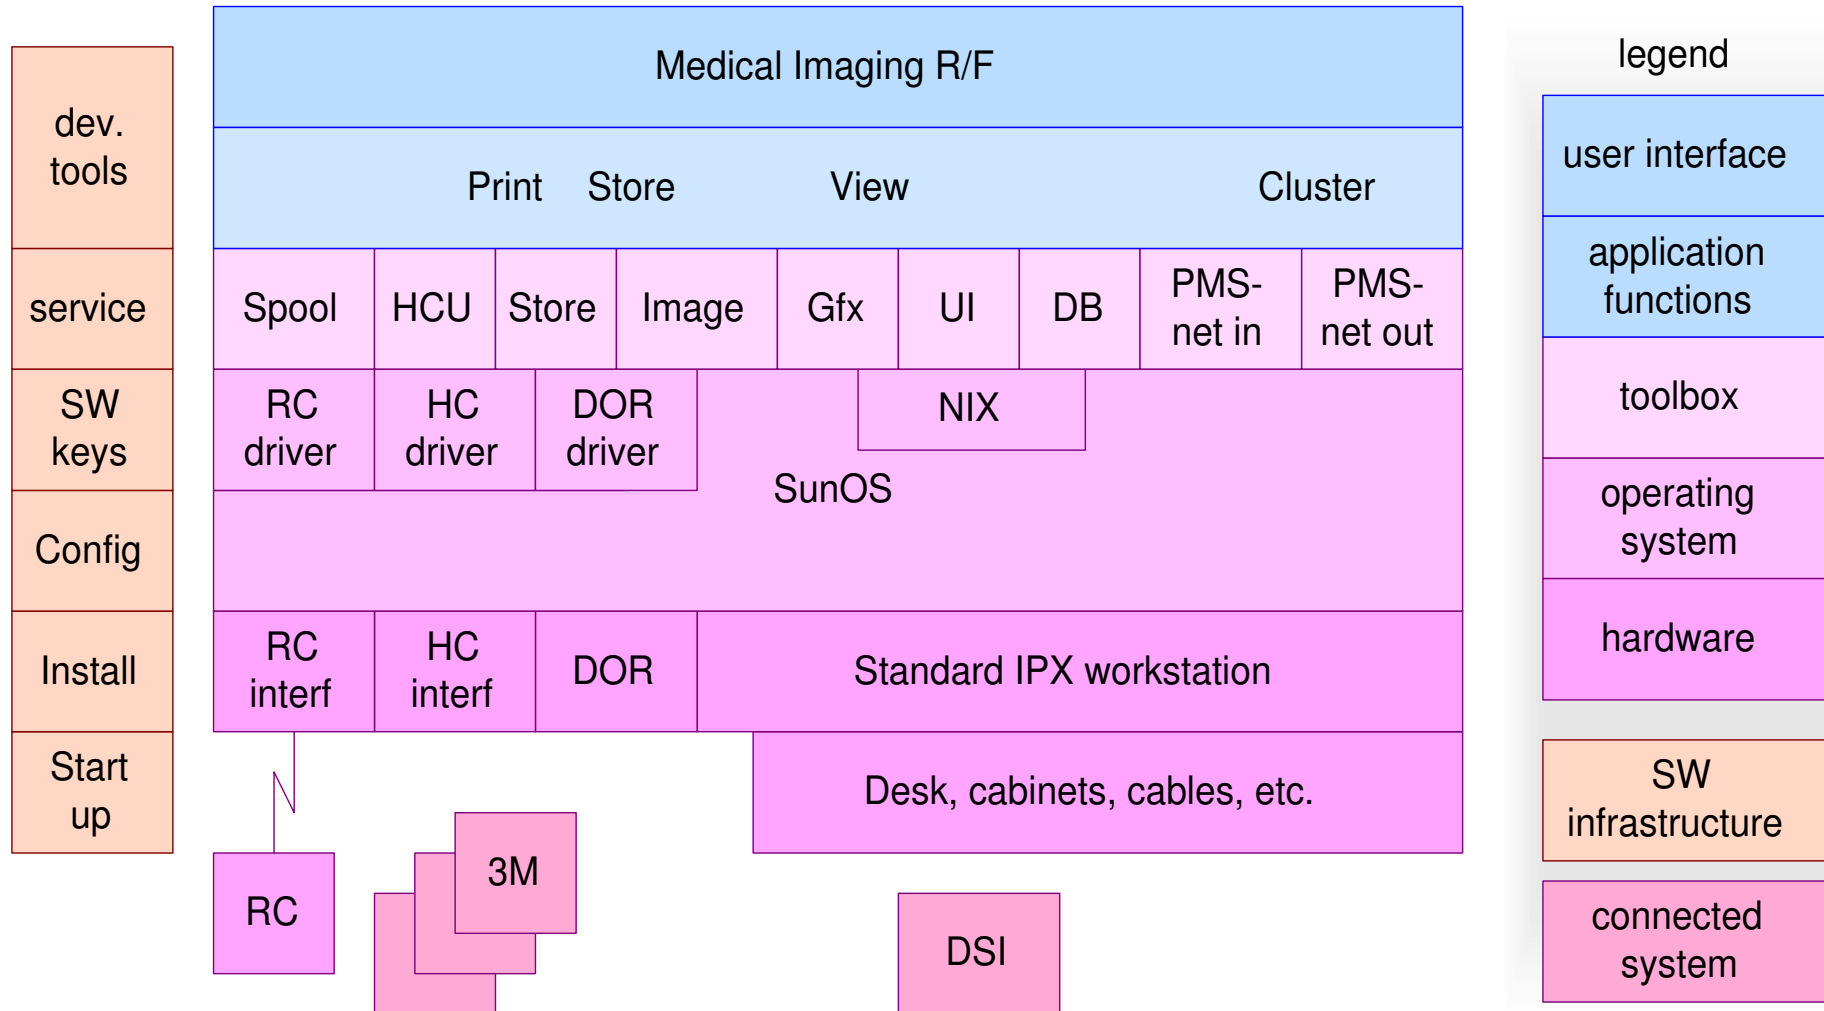 Medical Imaging R/F
Print Store View Cluster
Spool HCU Store Image Gfx UI DB
PMS-
net in
PMS-
net out
RC
driver
HC
driver
DOR
driver
NIX
SunOS
RC
interf
HC
interf
DOR
Standard IPX workstation
Desk, cabinets, cables, etc.
RC
3M
DSI
dev.
tools
service
SW
keys
Config
Install
Start
up
legend
user interface
application
functions
toolbox
operating
system
hardware
SW
infrastructure
connected
system